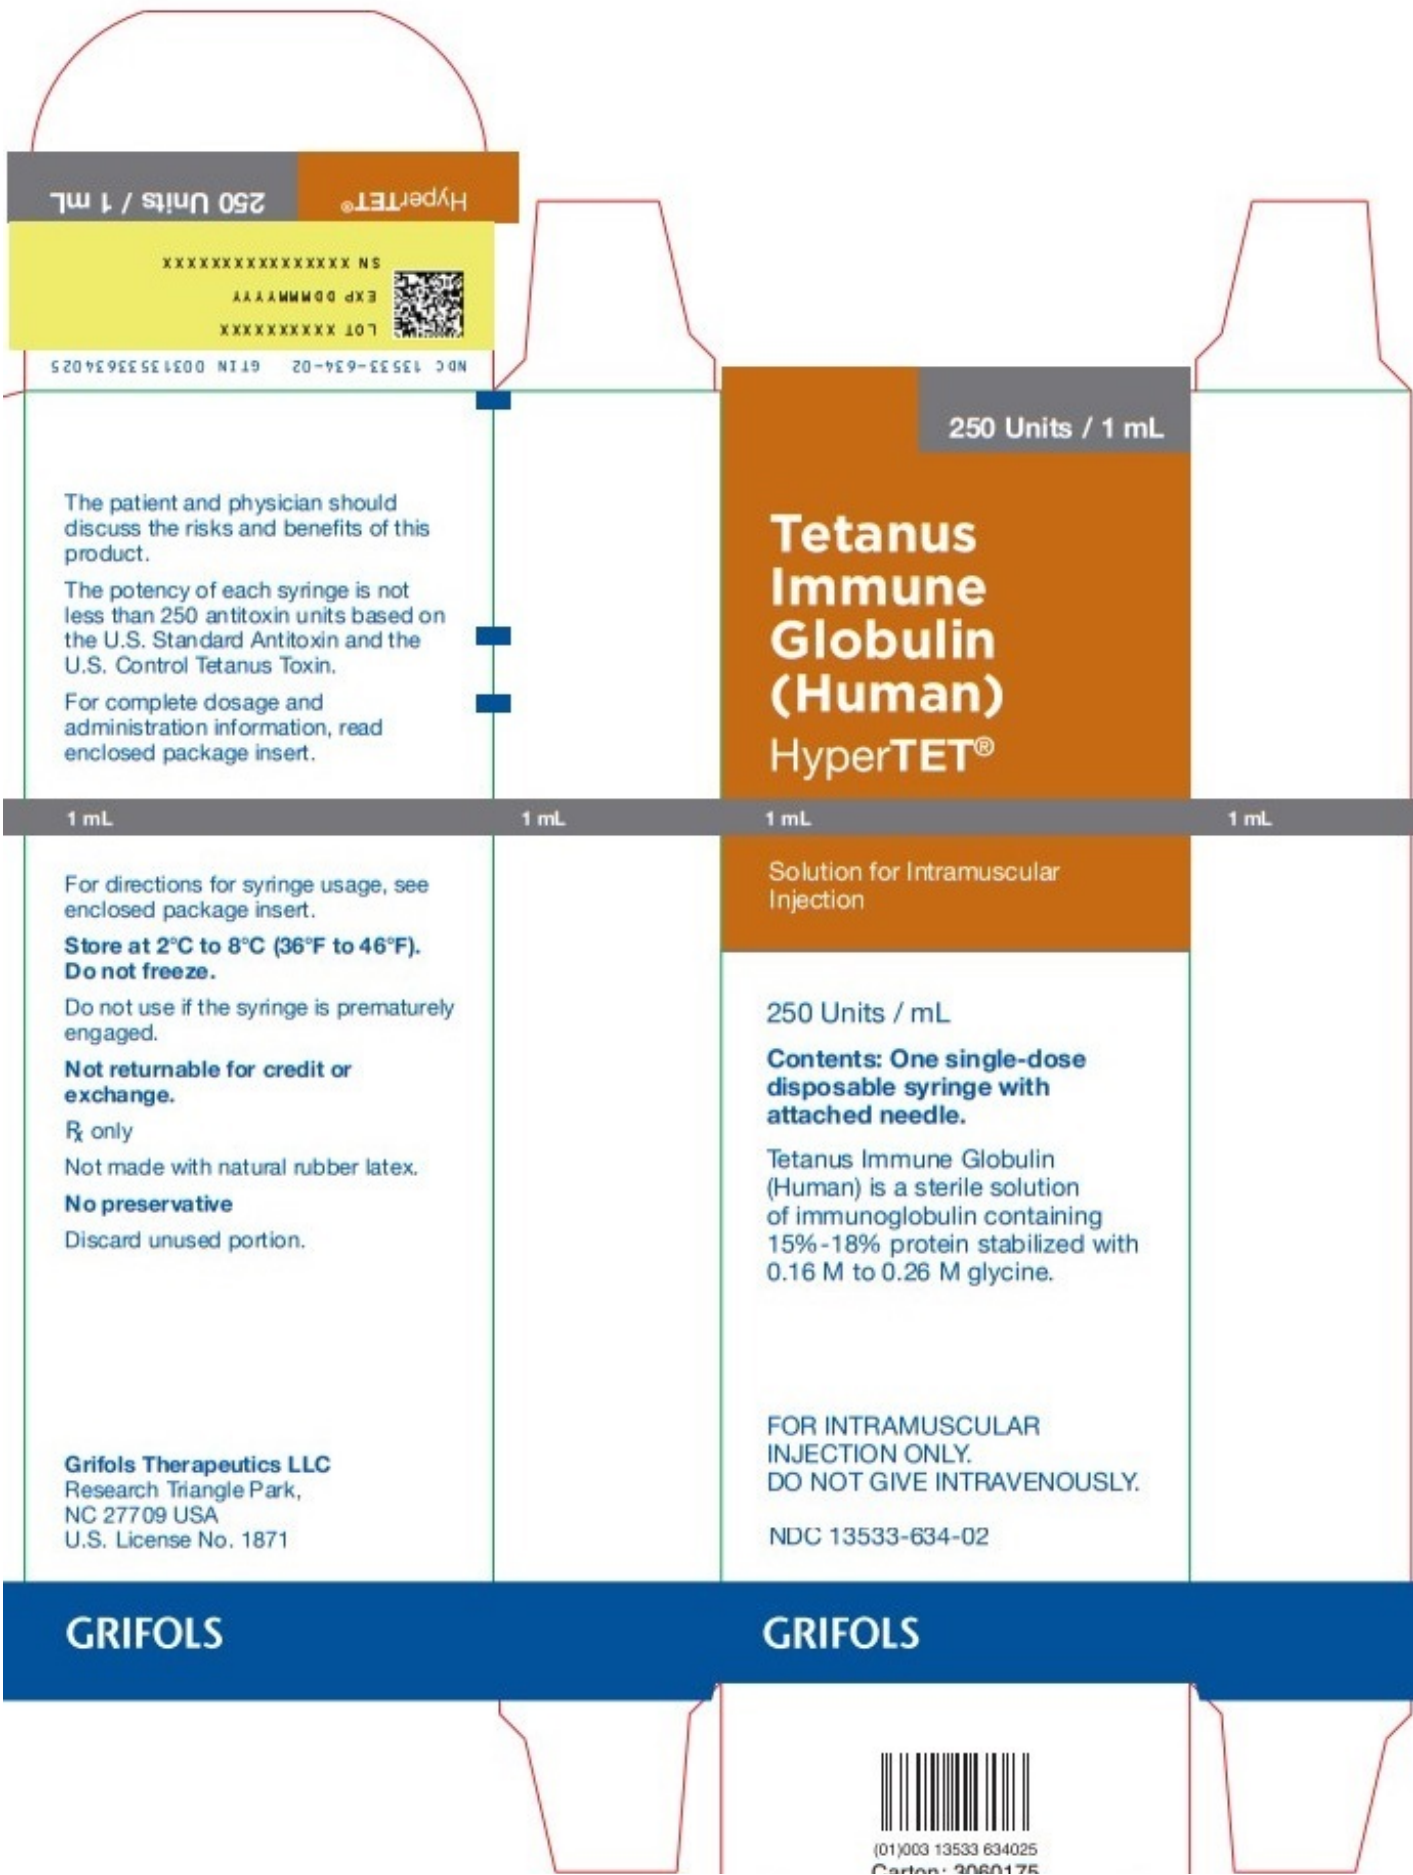 HyperTET® 250 Units / 1 mL
SN XXXXXXXXXXXXXXXX
EXP DDMMMYYYY
LOT XXXXXXXXXX
NDC 13533-634-02 GTIN 00313533634025
The patient and physician should
discuss the risks and benefits of this
product.
The potency of each syringe is not
less than 250 antitoxin units based on
the U.S. Standard Antitoxin and the
U.S. Control Tetanus Toxin.
For complete dosage and
administration information, read
enclosed package insert.
1 mL
For directions for syringe usage, see
enclosed package insert.
Store at 2°C to 8°C (36°F to 46°F).
Do not freeze.
Do not use if the syringe is prematurely
engaged.
Not returnable for credit or
exchange.
℞ only
Not made with natural rubber latex.
No preservative
Discard unused portion.
Grifols Therapeutics LLC
Research Triangle Park,
NC 27709 USA
U.S. License No. 1871
GRIFOLS
1 mL
250 Units / 1 mL
Tetanus
Immune
Globulin
(Human)
HyperTET®
1 mL
Solution for Intramuscular
Injection
250 Units / mL
Contents: One single-dose
disposable syringe with
attached needle.
Tetanus Immune Globulin
(Human) is a sterile solution
of immunoglobulin containing
15%-18% protein stabilized with
0.16 M to 0.26 M glycine.
FOR INTRAMUSCULAR
INJECTION ONLY.
DO NOT GIVE INTRAVENOUSLY.
NDC 13533-634-02
GRIFOLS
(01)003 13533 634025
Carton: 3060175
1 mL